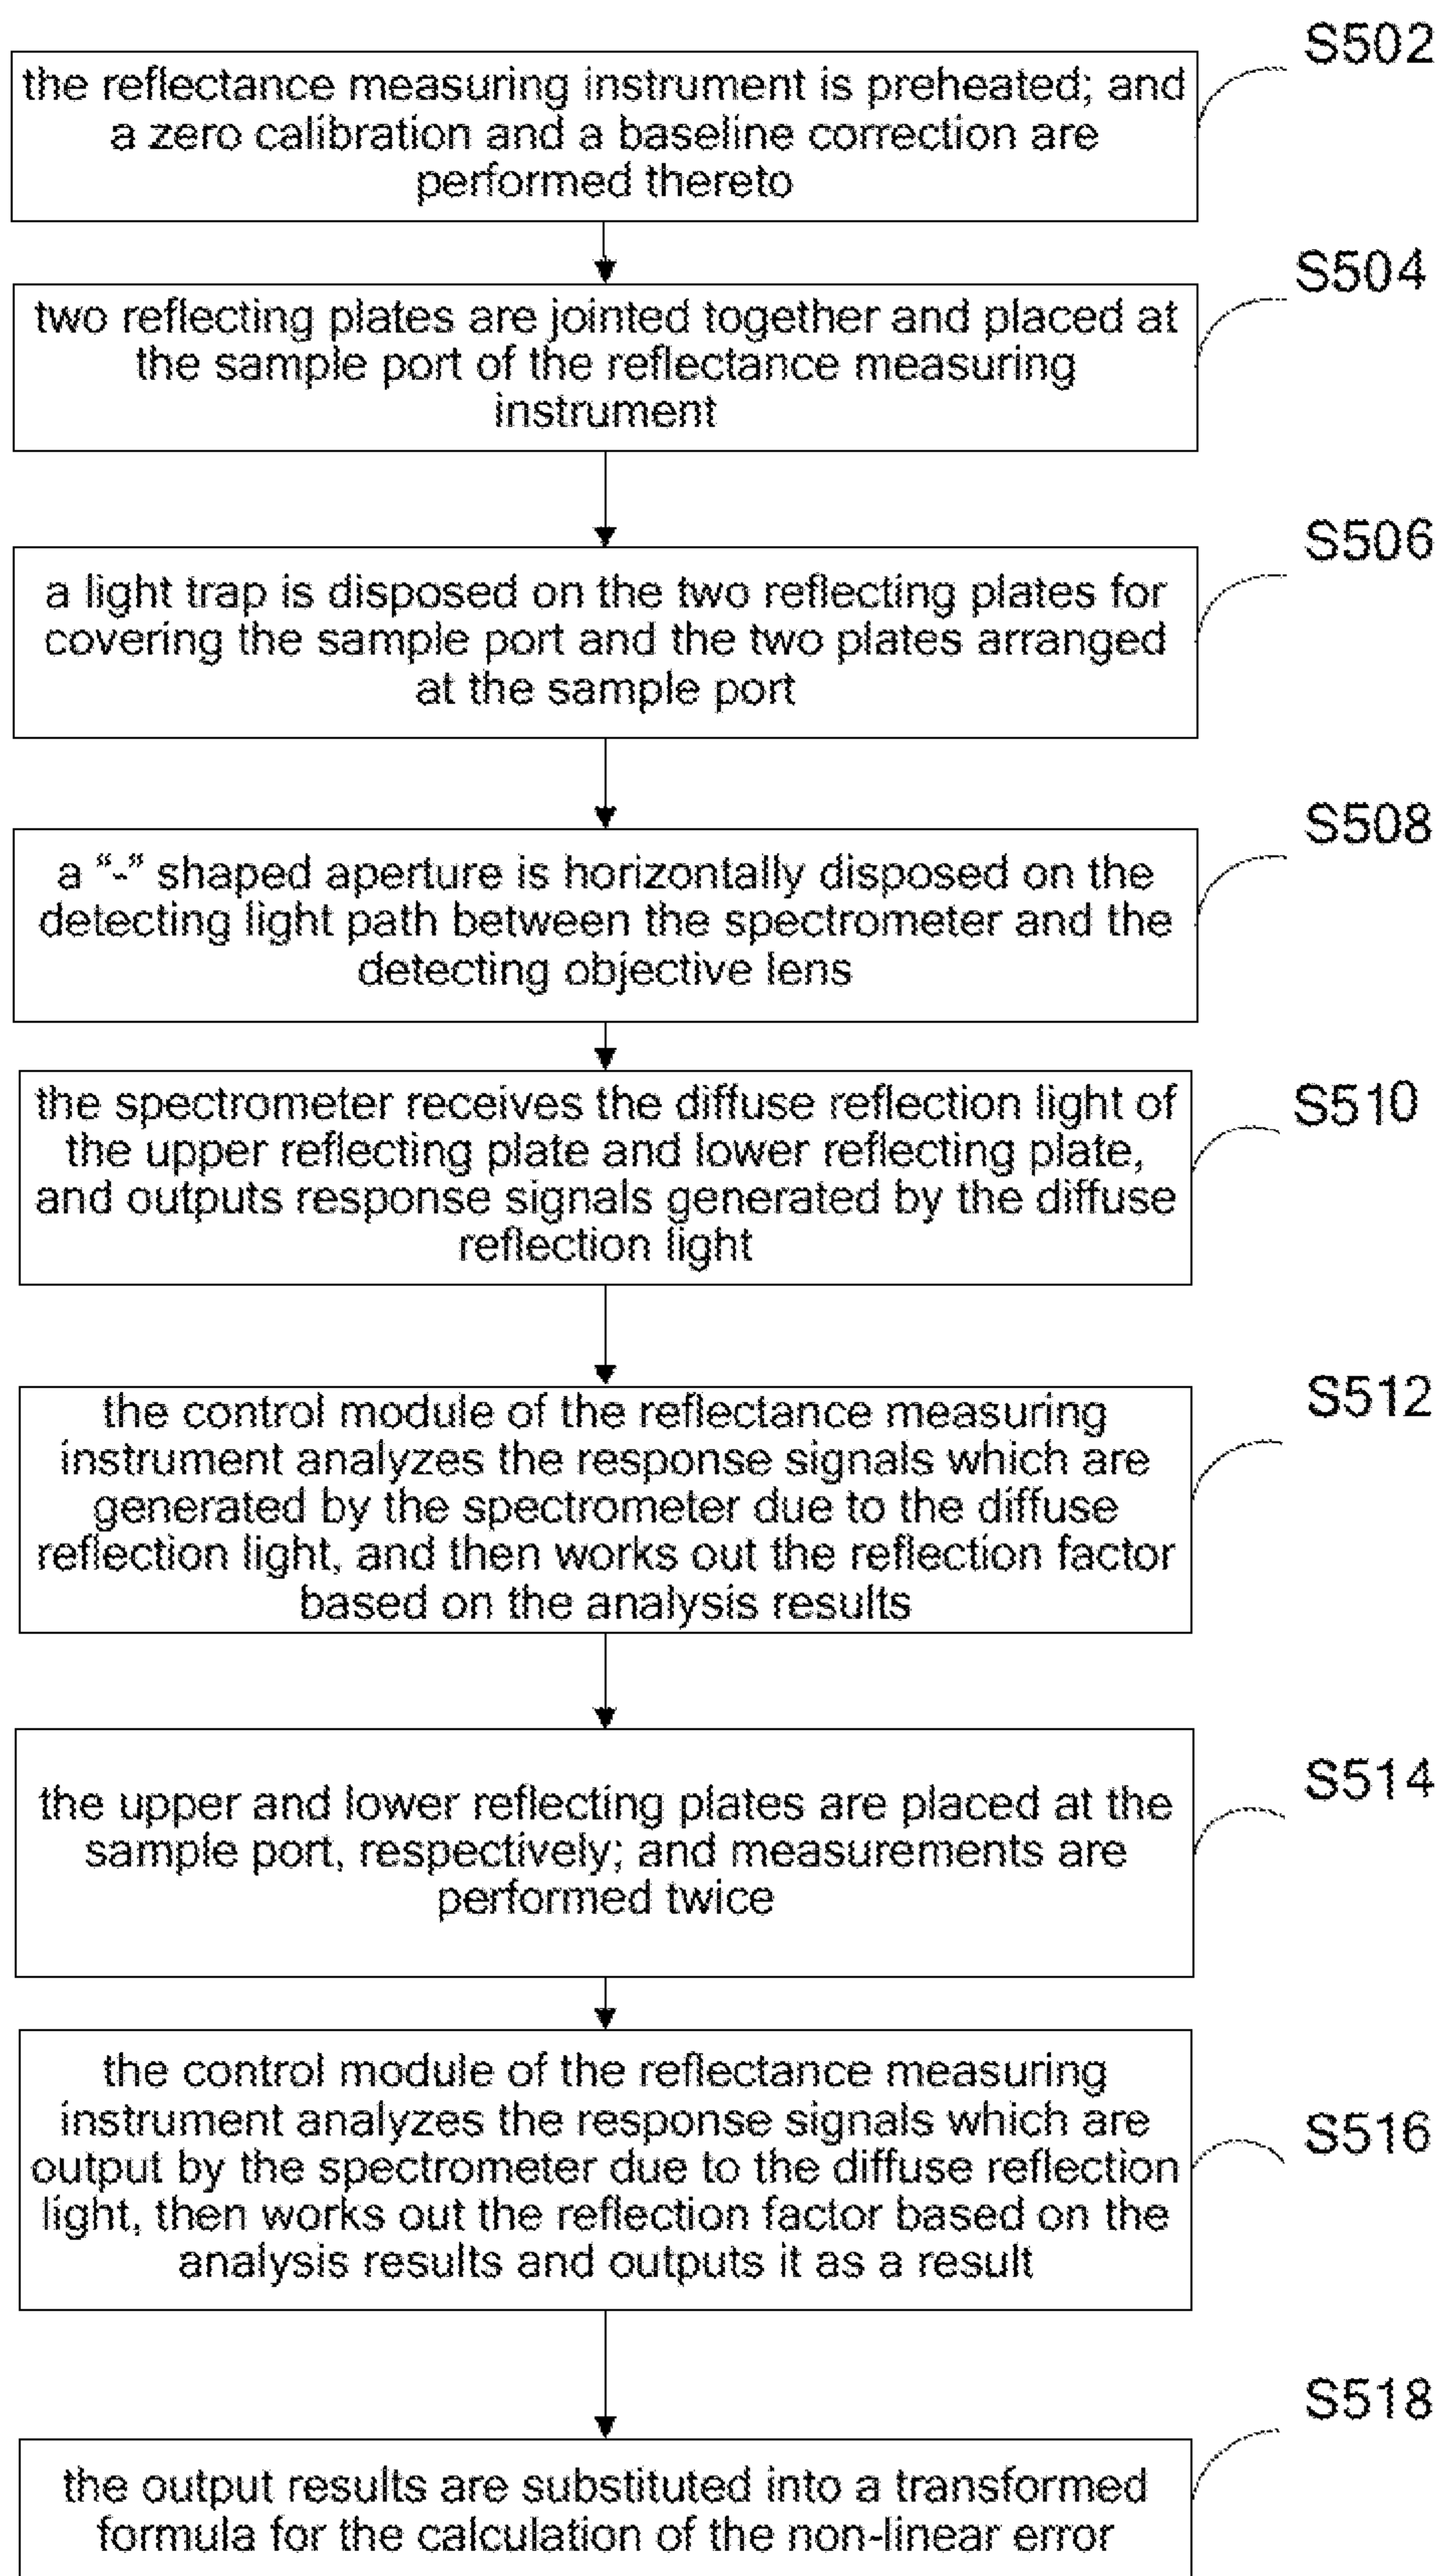 S502
the reflectance measuring instrument is preheated; and
a zero calibration and a baseline correction are
performed thereto
S504
two reflecting plates are jointed together and placed at
the sample port of the reflectance measuring
instrument
S506
a light trap is disposed on the two reflecting plates for
covering the sample port and the two plates arranged
at the sample port
S508
a “-” shaped aperture is horizontally disposed on the
detecting light path between the spectrometer and the
detecting objective lens
S510
the spectrometer receives the diffuse reflection light of
the upper reflecting plate and lower reflecting plate,
and outputs response signals generated by the diffuse
reflection light
S512
the control module of the reflectance measuring
instrument analyzes the response signals which are
generated by the spectrometer due to the diffuse
reflection light, and then works out the reflection factor
based on the analysis results
S514
the upper and lower reflecting plates are placed at the
sample port, respectively; and measurements are
performed twice
S516
the control module of the reflectance measuring
instrument analyzes the response signals which are
output by the spectrometer due to the diffuse reflection
light, then works out the reflection factor based on the
analysis results and outputs it as a result
S518
the output results are substituted into a transformed
formula for the calculation of the non-linear error